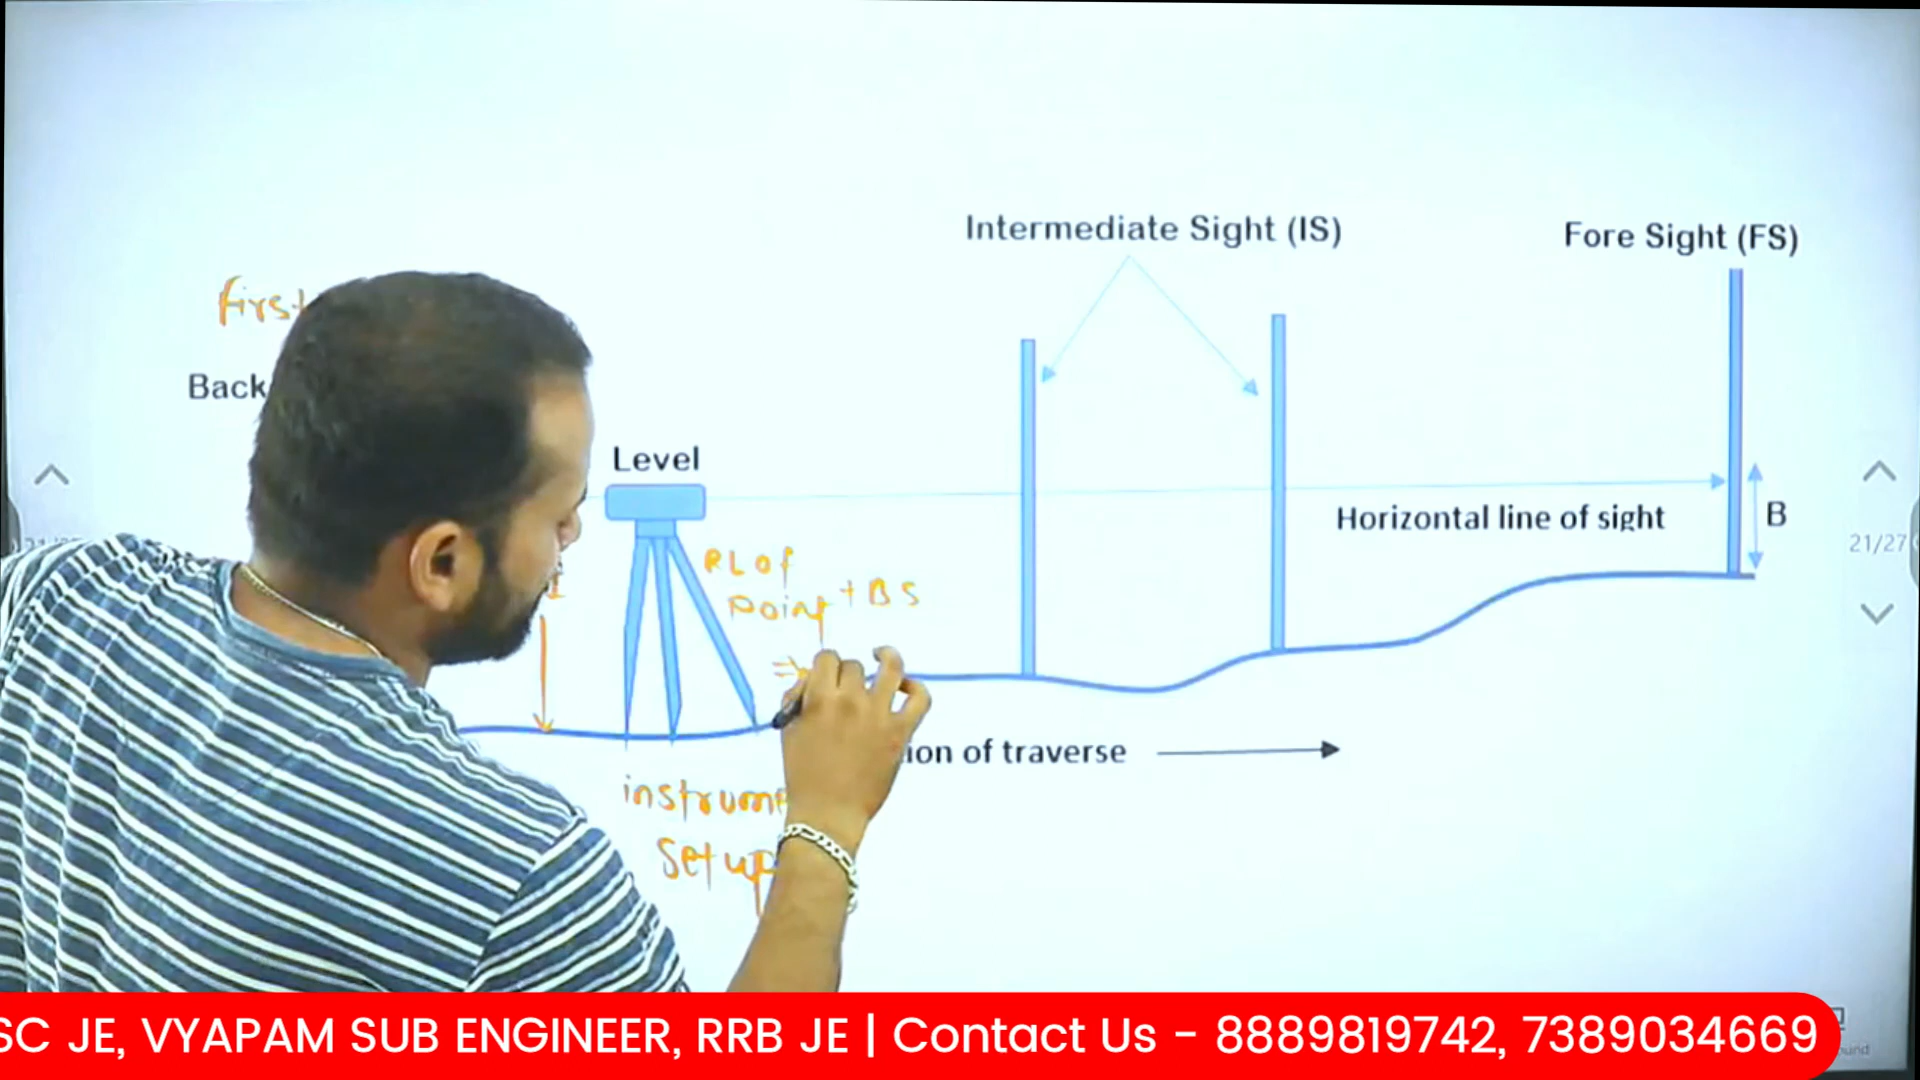 Intermediate Sight (IS)
Fore Sight (FS)
first
Back
Level
Horizontal line of sight
B
RL of
point + BS
21/27
ion of traverse
instrume
Set up
SC JE, VYAPAM SUB ENGINEER, RRB JE | Contact Us - 8889819742, 7389034669